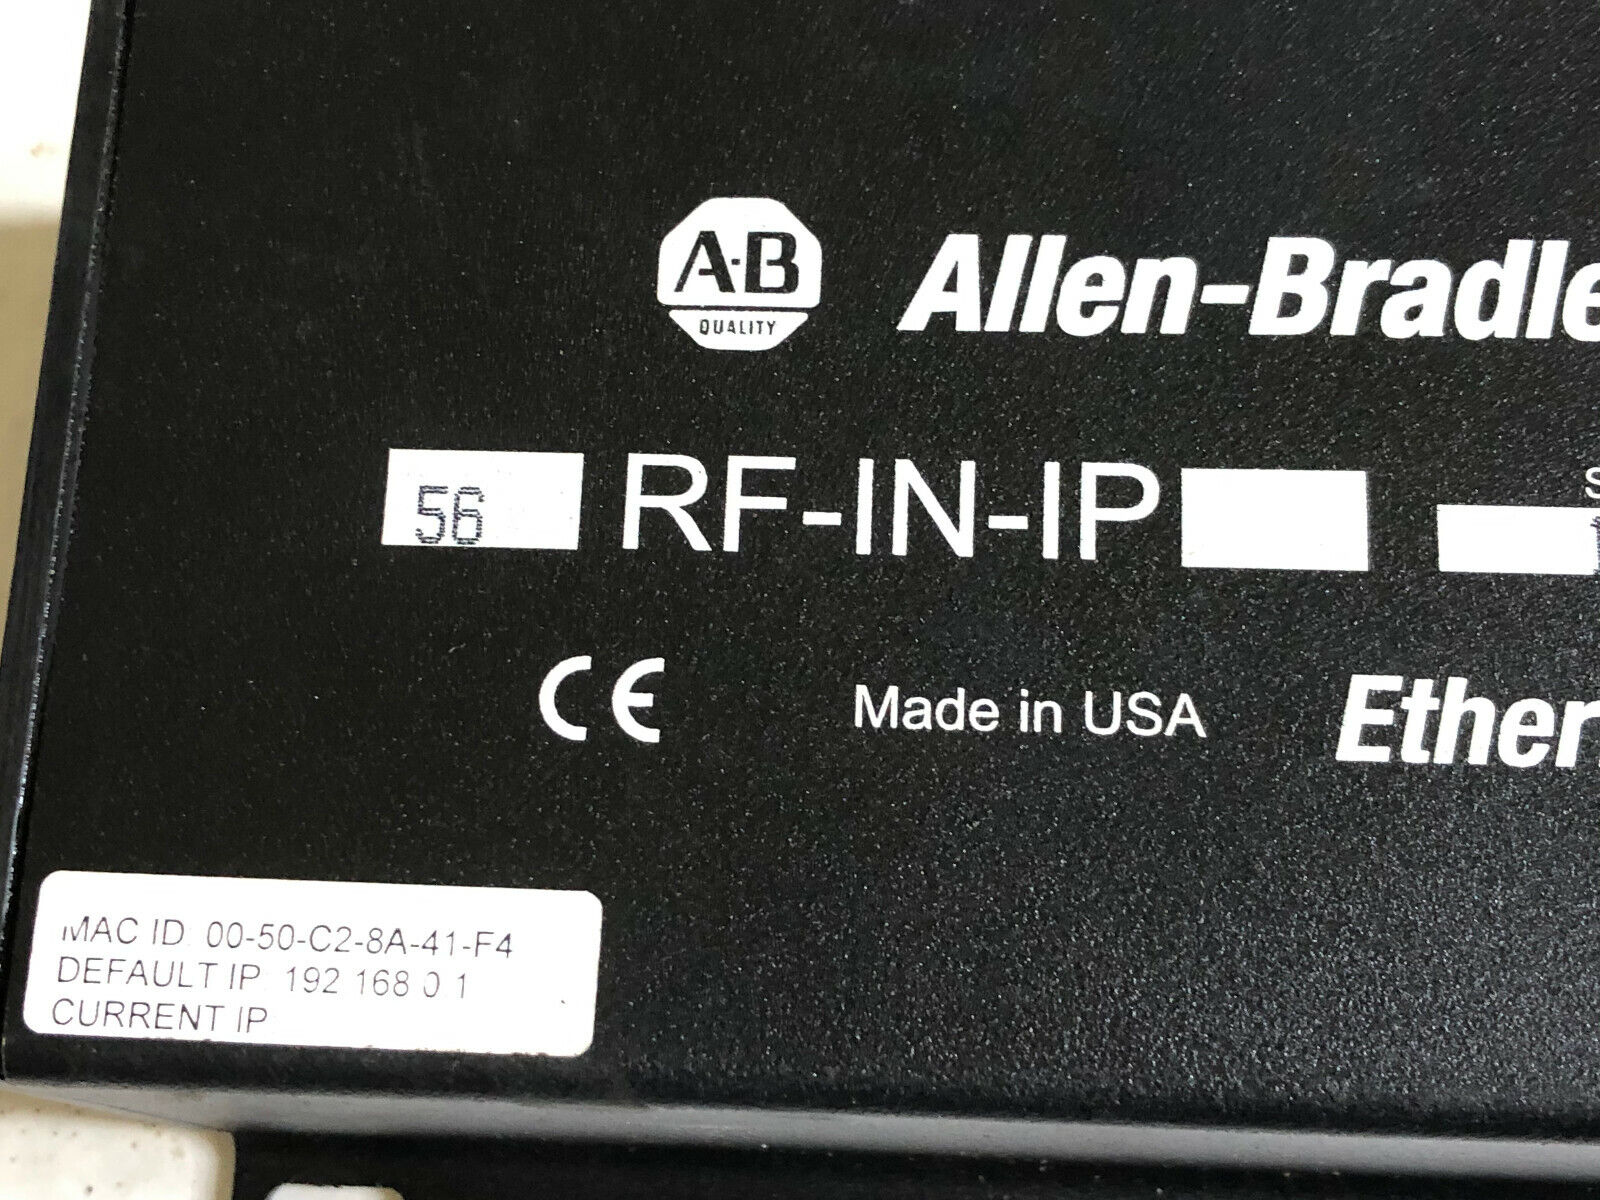 A-B
QUALITY
Allen-Bradle
56 RF-IN-IP
S
CE
Made in USA
Ether
MAC ID: 00-50-C2-8A-41-F4
DEFAULT IP: 192 168 0 1
CURRENT IP